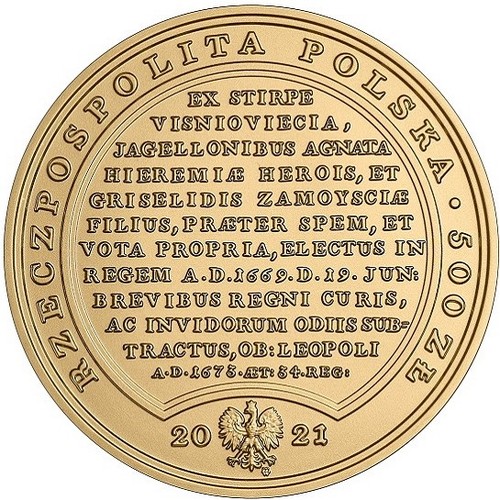 RZECZPOSPOLITA POLSKA · 500 ZŁ
EX STIRPE
VISNIOVIECIA,
JAGELLONIBUS AGNATA
HIEREMIÆ HEROIS, ET
GRISELIDIS ZAMOYSCIÆ
FILIUS, PRÆTER SPEM, ET
VOTA PROPRIA, ELECTUS IN
REGEM A.D.1669.D.19. JUN:
BREVIBUS REGNI CURIS,
AC INVIDORUM ODIIS SUB-
TRACTUS, OB: LEOPOLI
A.D.1673.ÆT:34.REG:
20 21